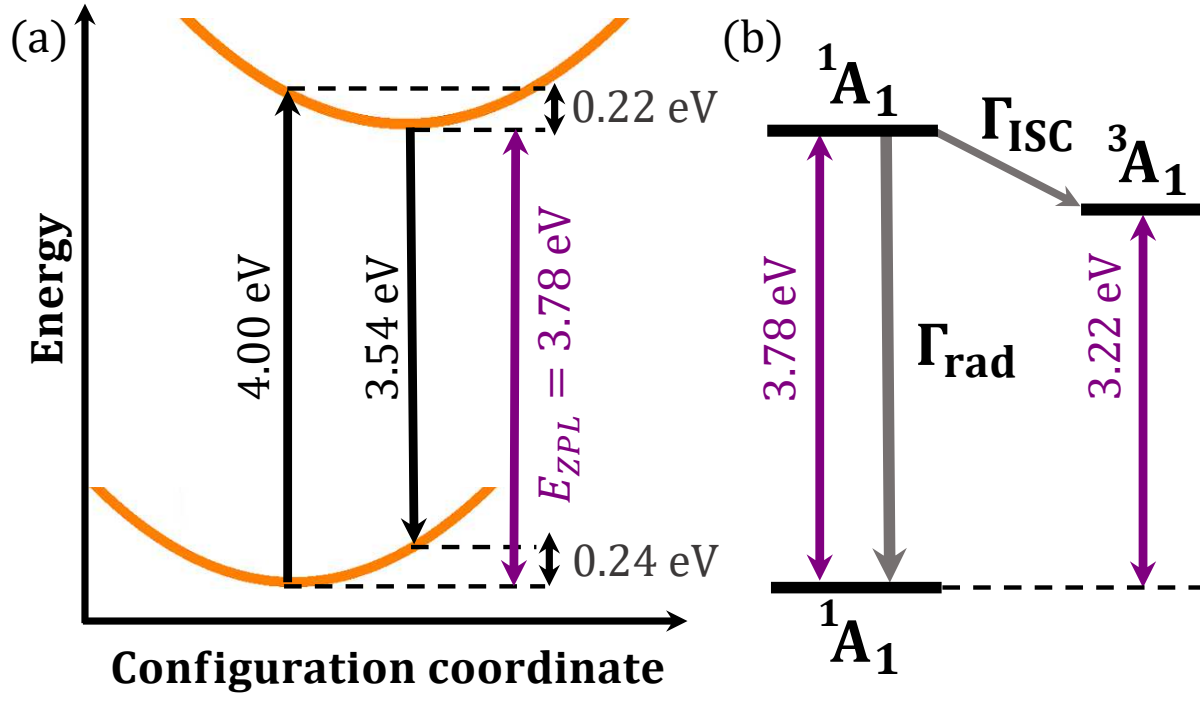 (a)
Energy
4.00 eV
3.54 eV
E_ZPL = 3.78 eV
0.22 eV
0.24 eV
Configuration coordinate
(b)
¹A₁
Γ_ISC
³A₁
3.78 eV
Γ_rad
3.22 eV
¹A₁